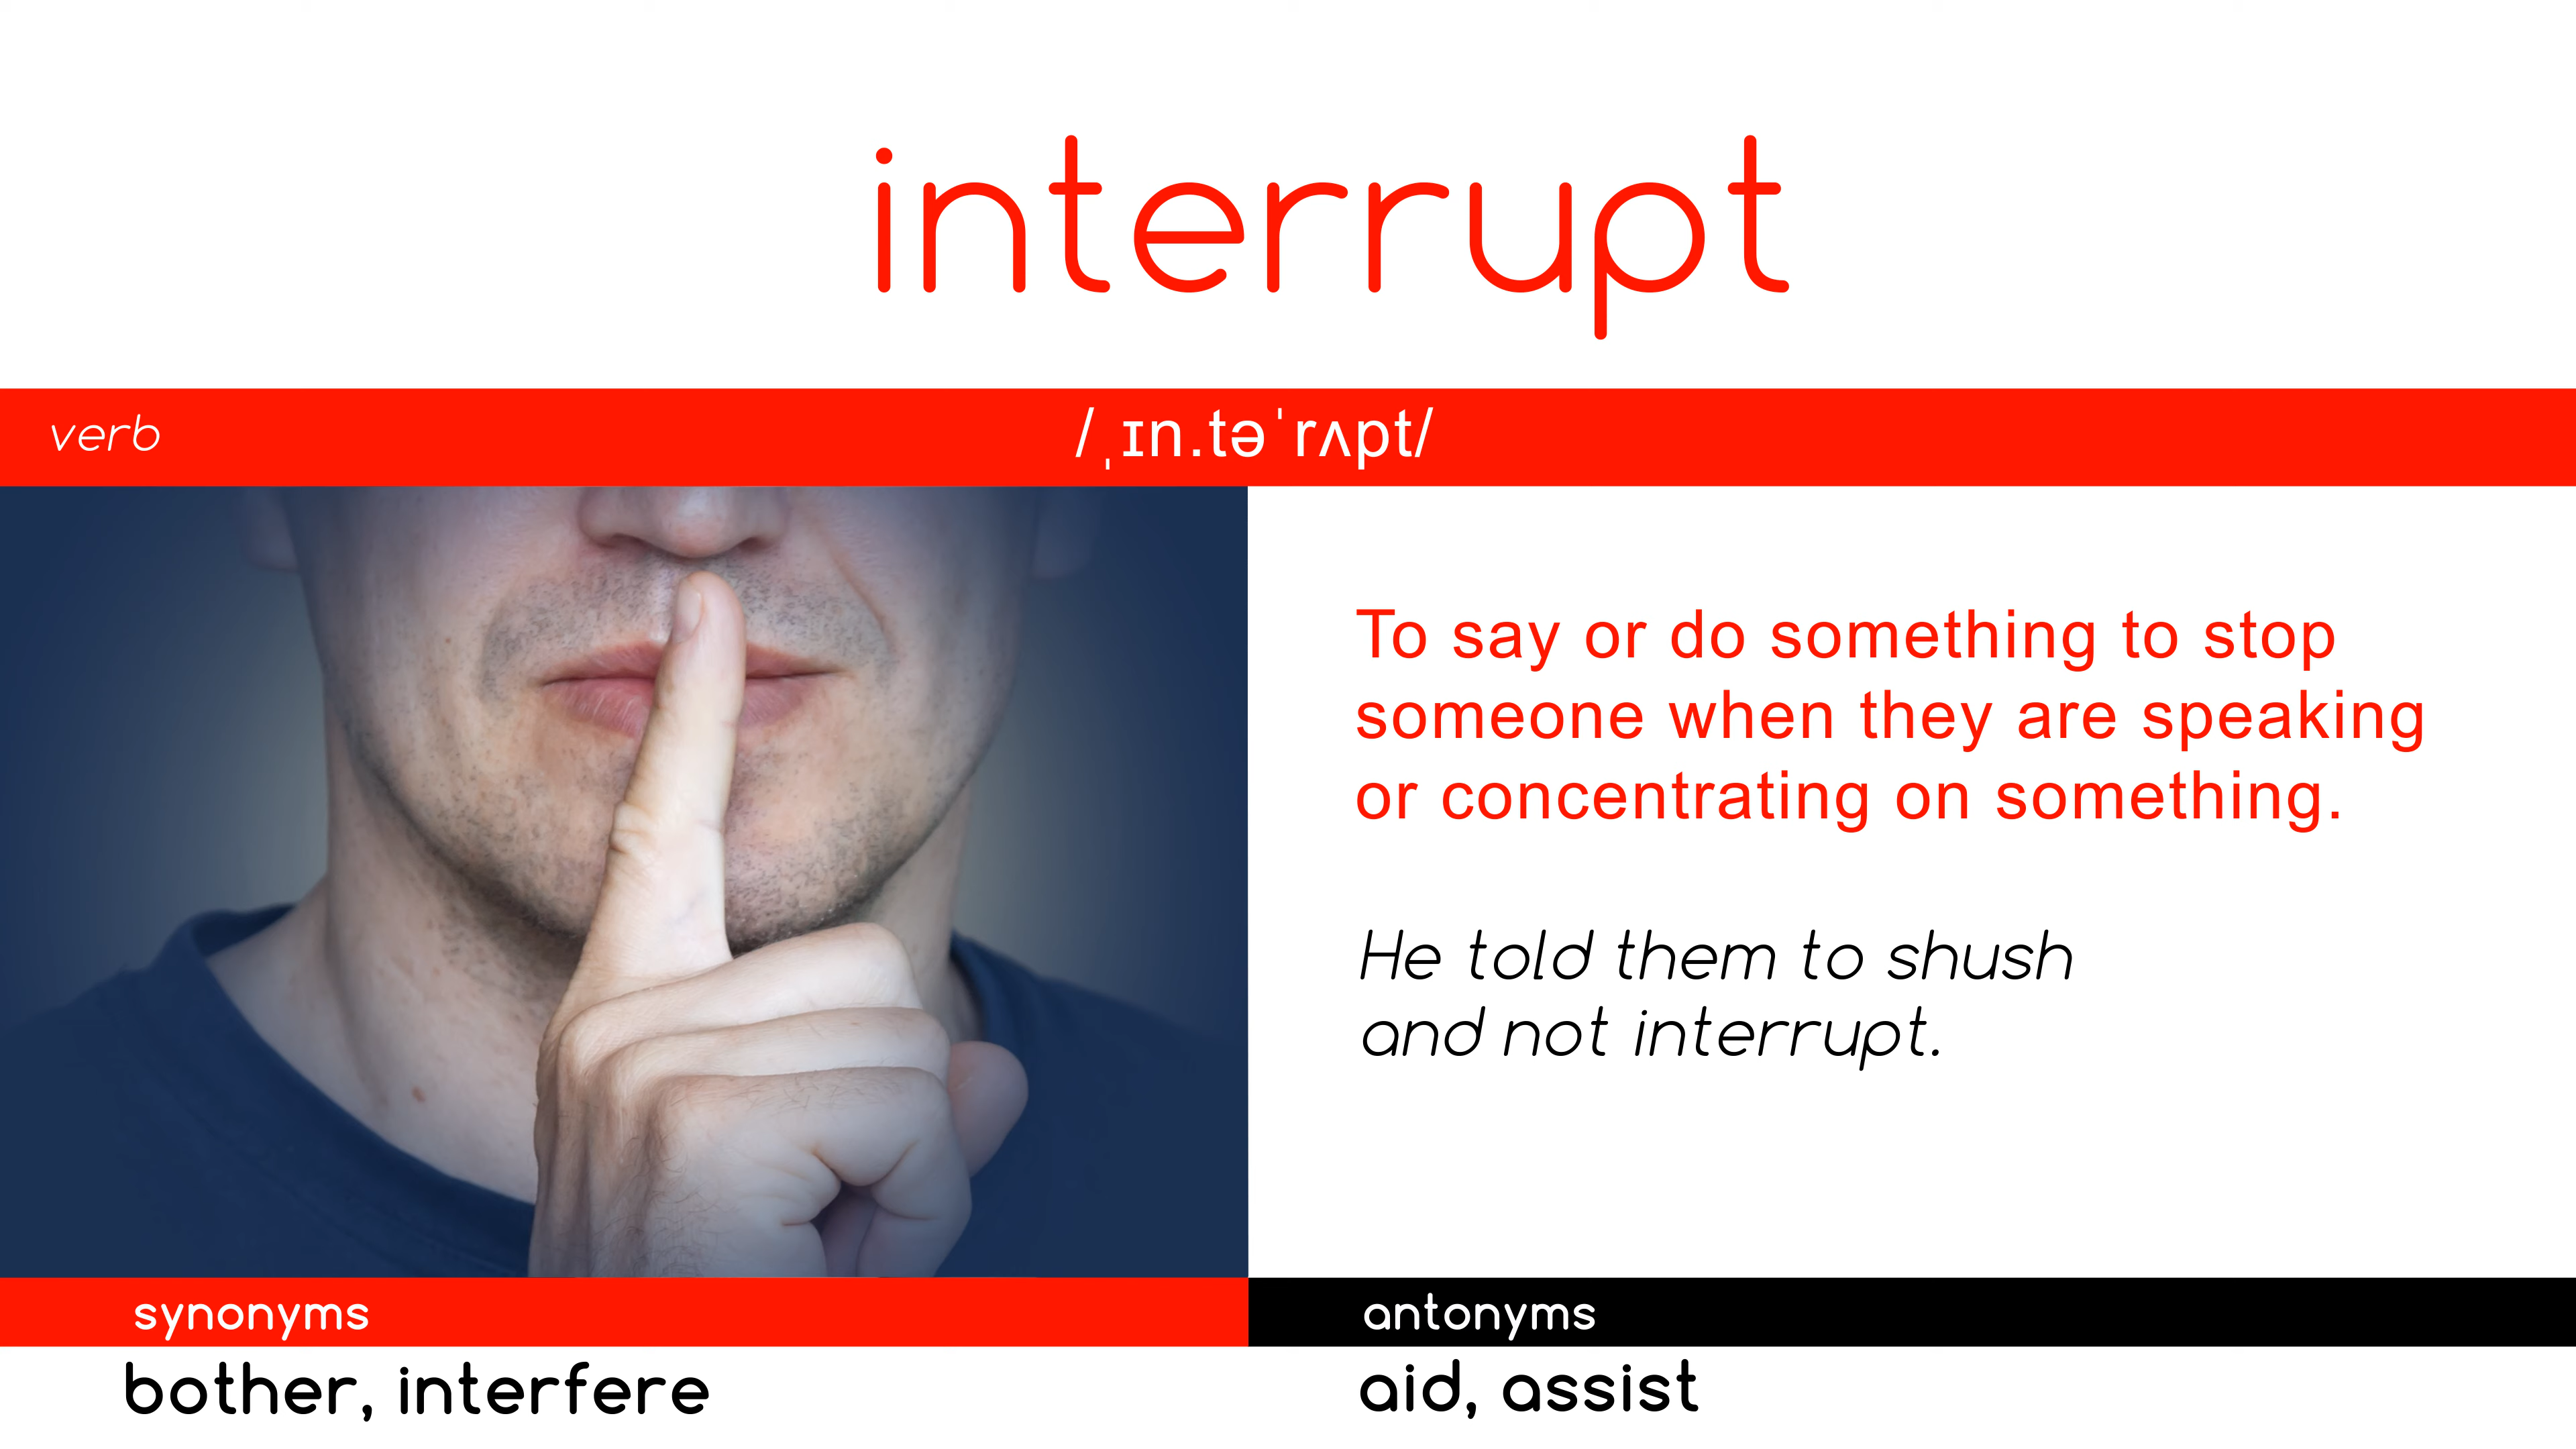 interrupt
verb
/ˌɪn.təˈrʌpt/
To say or do something to stop
someone when they are speaking
or concentrating on something.
He told them to shush
and not interrupt.
synonyms
bother, interfere
antonyms
aid, assist